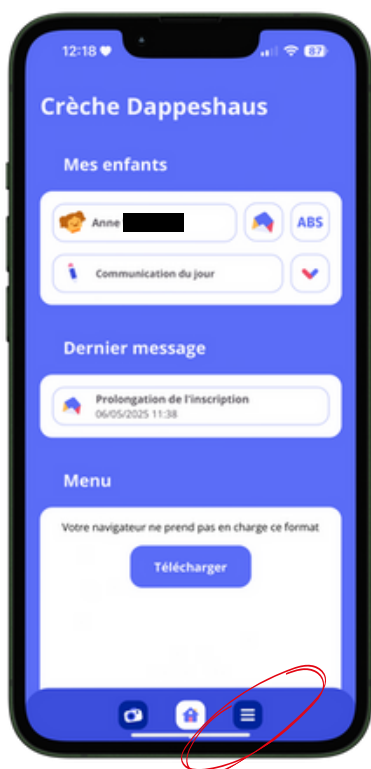 12:18
87
Crèche Dappeshaus
Mes enfants
Anne
ABS
Communication du jour
Dernier message
Prolongation de l'inscription
06/05/2025 11:38
Menu
Votre navigateur ne prend pas en charge ce format
Télécharger